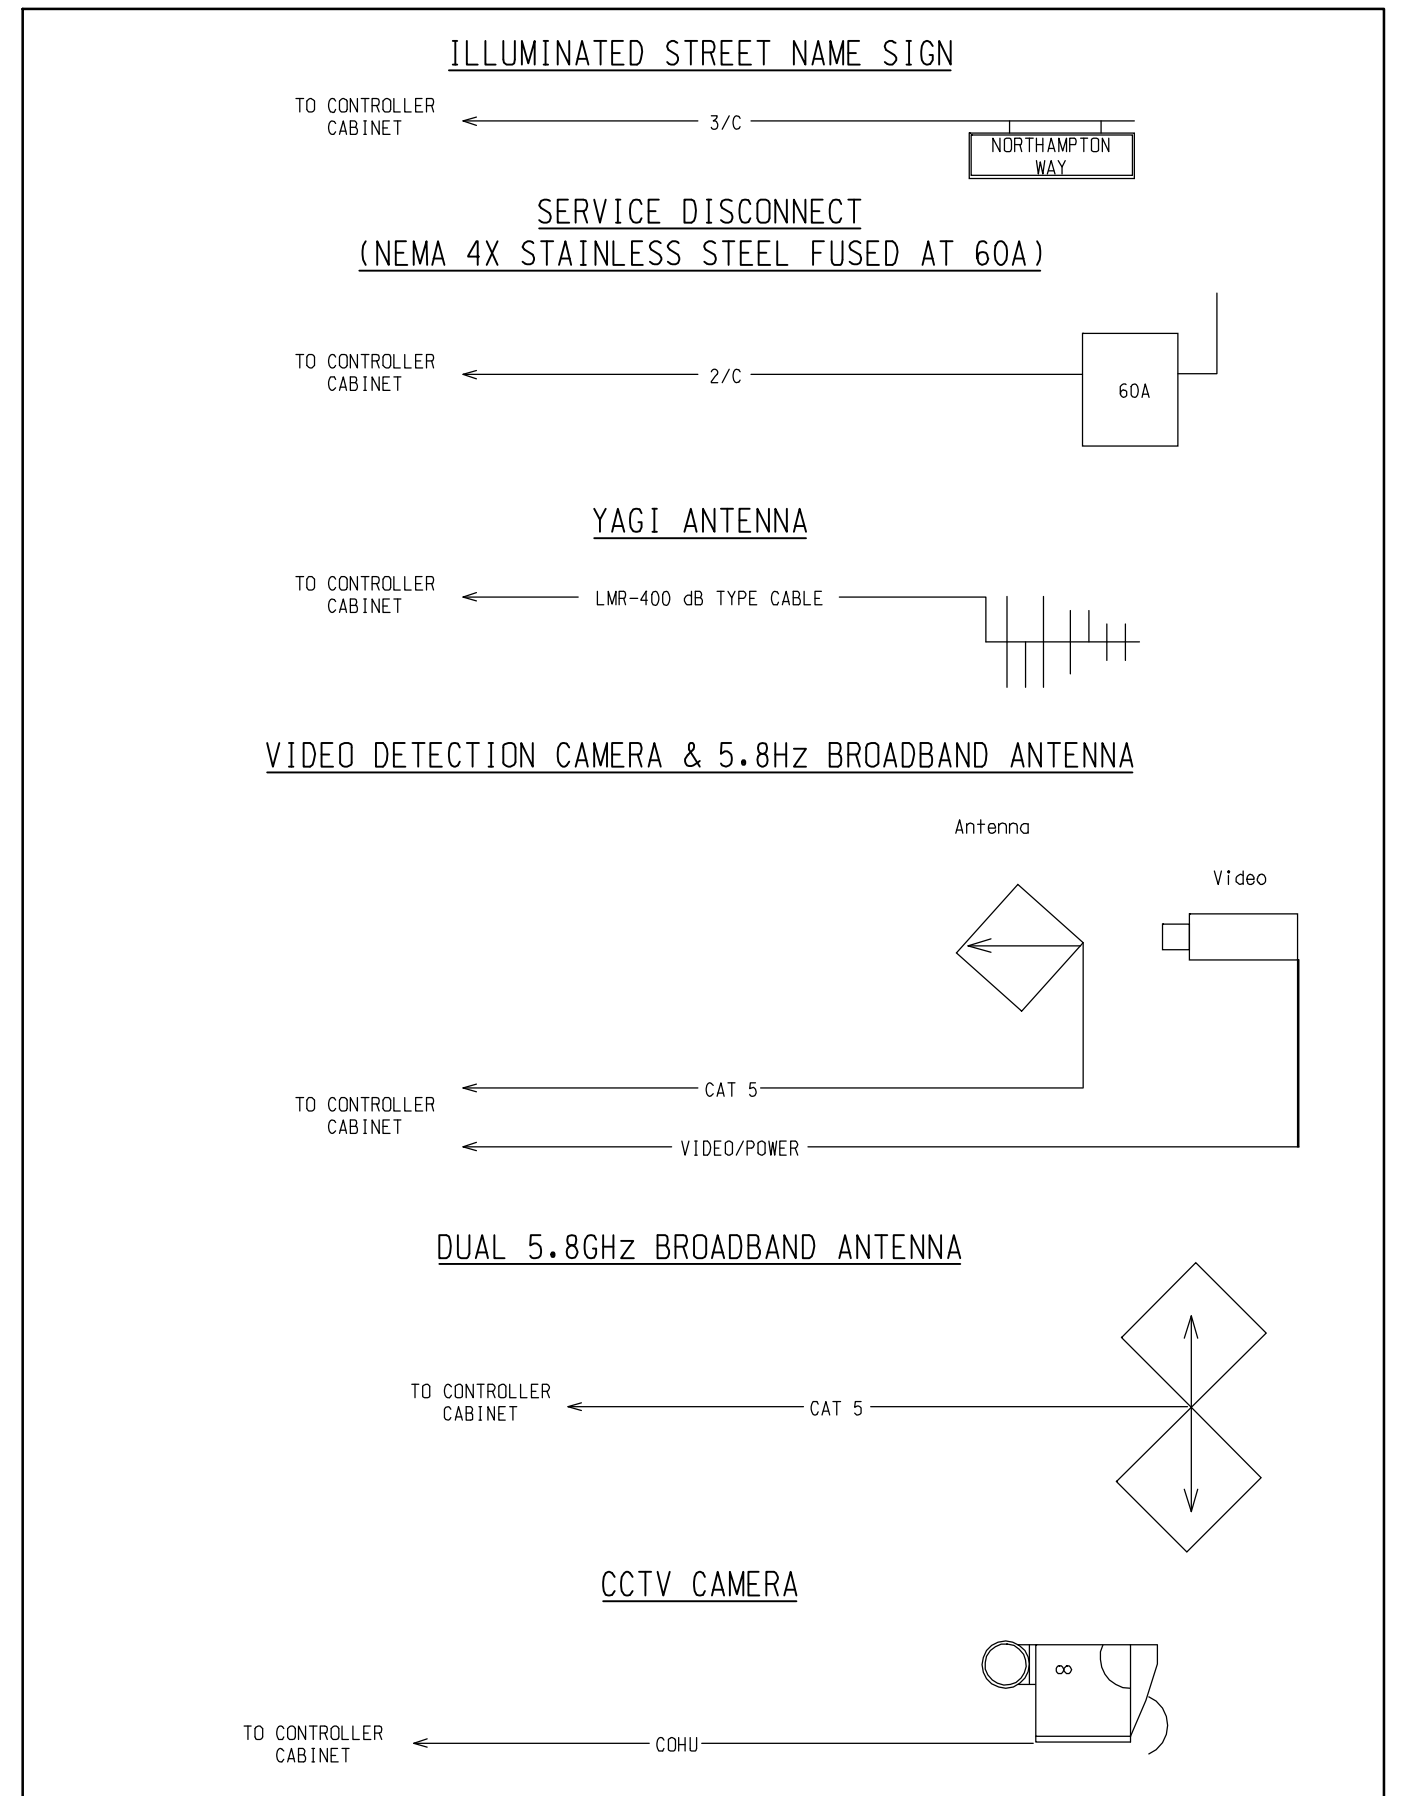 ILLUMINATED STREET NAME SIGN
TO CONTROLLER
CABINET
3/C
NORTHAMPTON
WAY
SERVICE DISCONNECT
(NEMA 4X STAINLESS STEEL FUSED AT 60A)
TO CONTROLLER
CABINET
2/C
60A
YAGI ANTENNA
TO CONTROLLER
CABINET
LMR-400 dB TYPE CABLE
VIDEO DETECTION CAMERA & 5.8Hz BROADBAND ANTENNA
Antenna
Video
CAT 5
TO CONTROLLER
CABINET
VIDEO/POWER
DUAL 5.8GHz BROADBAND ANTENNA
TO CONTROLLER
CABINET
CAT 5
CCTV CAMERA
8
TO CONTROLLER
CABINET
COHU